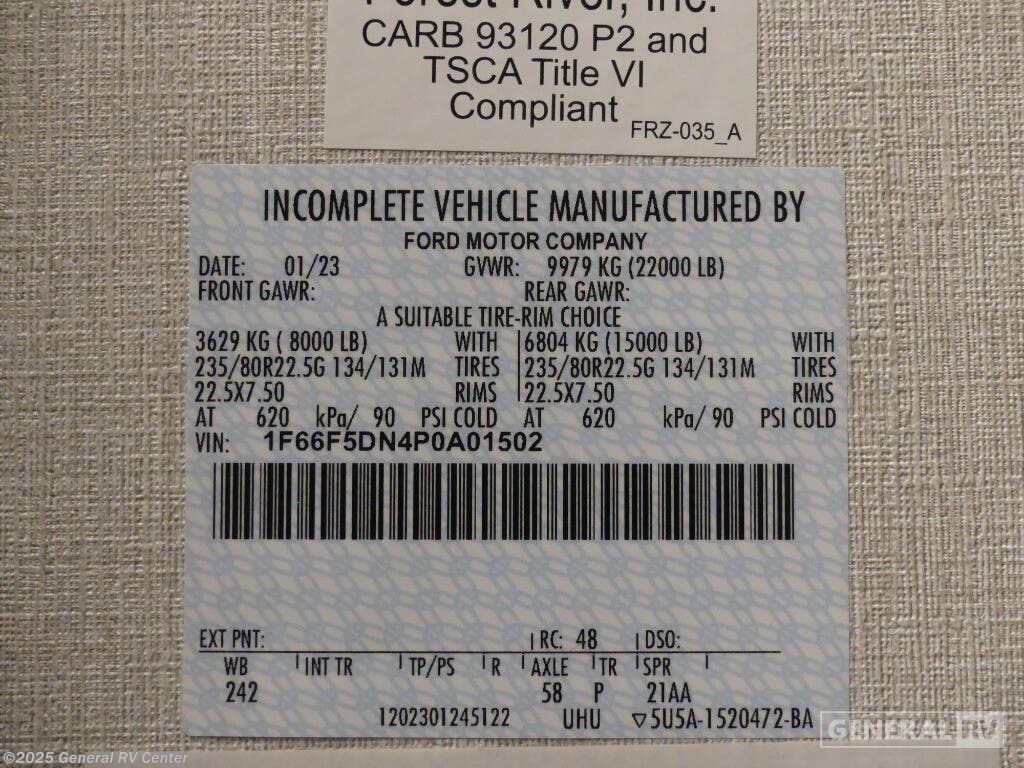 Forest River, Inc.
CARB 93120 P2 and
TSCA Title VI
Compliant
FRZ-035_A
INCOMPLETE VEHICLE MANUFACTURED BY
FORD MOTOR COMPANY
DATE: 01/23 GVWR: 9979 KG (22000 LB)
FRONT GAWR: REAR GAWR:
A SUITABLE TIRE-RIM CHOICE
3629 KG ( 8000 LB) WITH 6804 KG (15000 LB) WITH
235/80R22.5G 134/131M TIRES 235/80R22.5G 134/131M TIRES
22.5X7.50 RIMS 22.5X7.50 RIMS
AT 620 kPa/ 90 PSI COLD AT 620 kPa/ 90 PSI COLD
VIN: 1F66F5DN4P0A01502
EXT PNT: RC: 48 DSO:
WB INT TR TP/PS R AXLE TR SPR
242 58 P 21AA
1202301245122 UHU ▽5U5A-1520472-BA
GENERAL RV
©2025 General RV Center